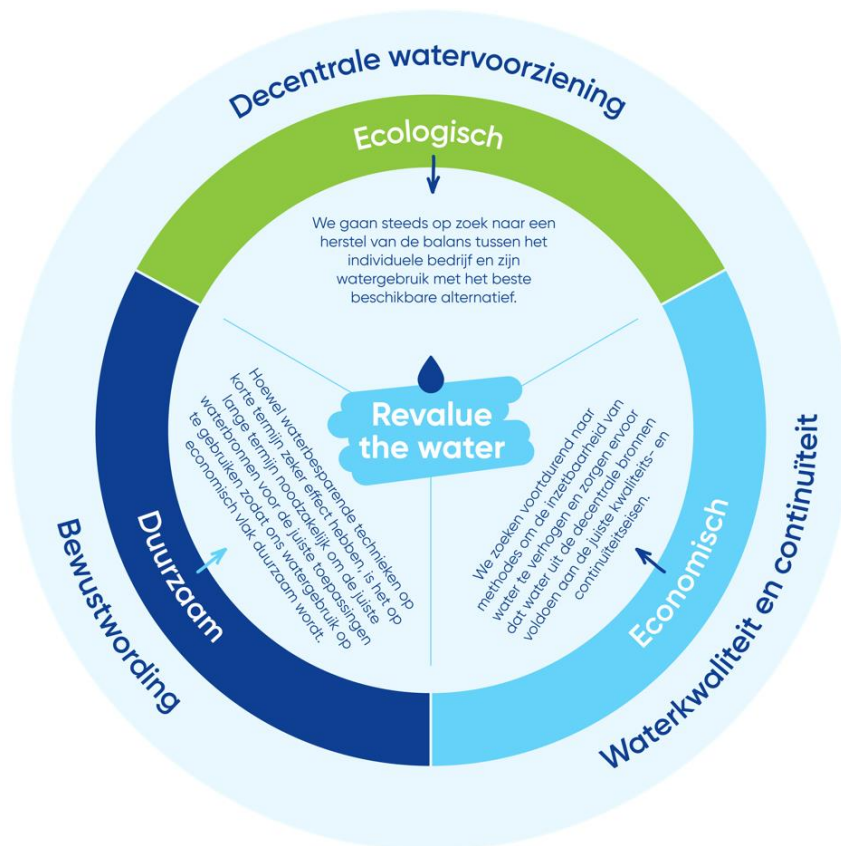 Decentrale watervoorziening
Ecologisch
We gaan steeds op zoek naar een
herstel van de balans tussen het
individuele bedrijf en zijn
watergebruik met het beste
beschikbare alternatief.
Revalue
the water
Hoewel waterbesparende technieken op
korte termijn zeker effect hebben, is het op
lange termijn noodzakelijk om de juiste
waterbronnen voor de juiste toepassingen
te gebruiken zodat ons watergebruik op
economisch vlak duurzaam wordt.
Duurzaam
Bewustwording
We zoeken voortdurend naar
methodes om de inzetbaarheid van
water te verhogen en zorgen ervoor
dat water uit de decentrale bronnen
voldoen aan de juiste kwaliteits- en
continuïteitseisen.
Economisch
Waterkwaliteit en continuïteit